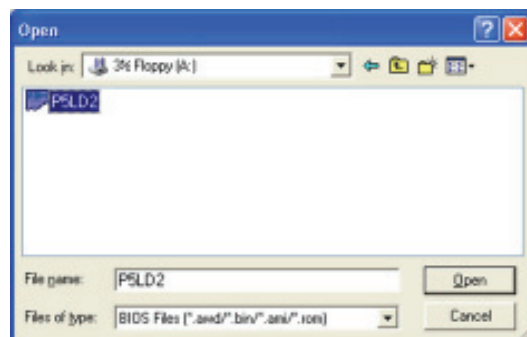 Open
Look in: 3½ Floppy (A:)
P5LD2
File name: P5LD2
Open
Files of type: BIOS Files (*.awd/*.bin/*.ami/*.rom)
Cancel